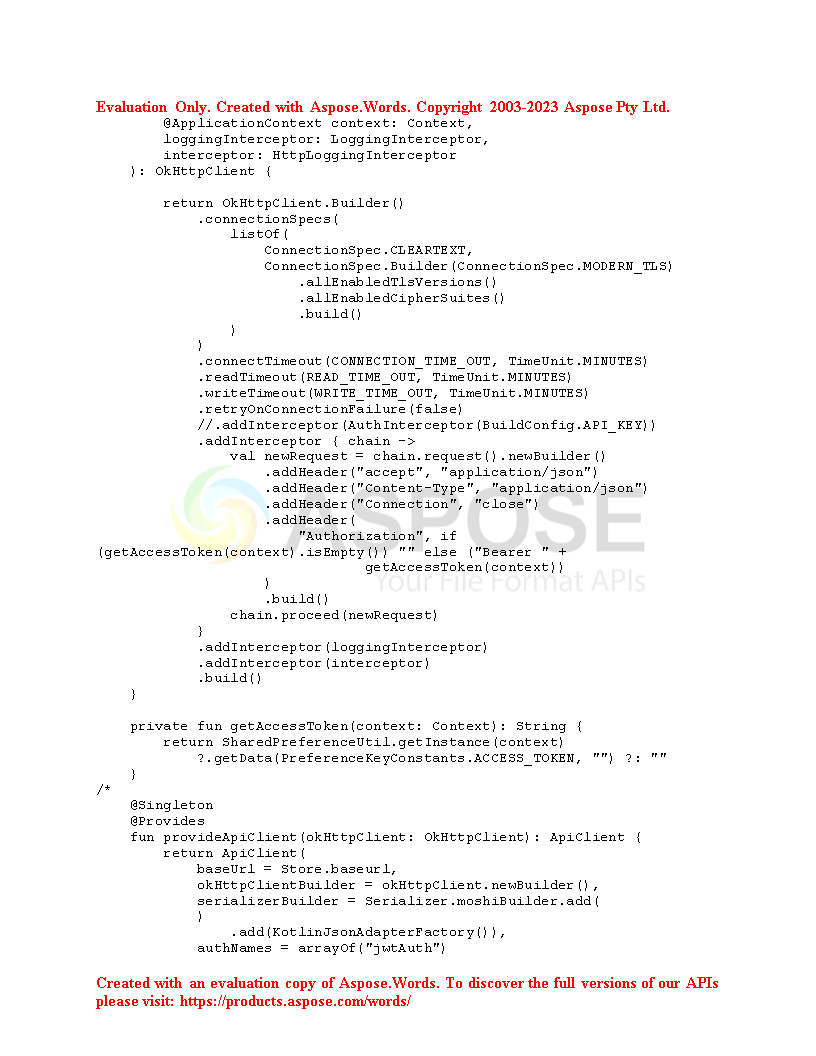 Evaluation Only. Created with Aspose.Words. Copyright 2003-2023 Aspose Pty Ltd.
        @ApplicationContext context: Context,
        loggingInterceptor: LoggingInterceptor,
        interceptor: HttpLoggingInterceptor
    ): OkHttpClient {

        return OkHttpClient.Builder()
            .connectionSpecs(
                listOf(
                    ConnectionSpec.CLEARTEXT,
                    ConnectionSpec.Builder(ConnectionSpec.MODERN_TLS)
                        .allEnabledTlsVersions()
                        .allEnabledCipherSuites()
                        .build()
                )
            )
            .connectTimeout(CONNECTION_TIME_OUT, TimeUnit.MINUTES)
            .readTimeout(READ_TIME_OUT, TimeUnit.MINUTES)
            .writeTimeout(WRITE_TIME_OUT, TimeUnit.MINUTES)
            .retryOnConnectionFailure(false)
            //.addInterceptor(AuthInterceptor(BuildConfig.API_KEY))
            .addInterceptor { chain ->
                val newRequest = chain.request().newBuilder()
                    .addHeader("accept", "application/json")
                    .addHeader("Content-Type", "application/json")
                    .addHeader("Connection", "close")
                    .addHeader(
                        "Authorization", if
(getAccessToken(context).isEmpty()) "" else ("Bearer " +
                                getAccessToken(context))
                    )
                    .build()
                chain.proceed(newRequest)
            }
            .addInterceptor(loggingInterceptor)
            .addInterceptor(interceptor)
            .build()
    }

    private fun getAccessToken(context: Context): String {
        return SharedPreferenceUtil.getInstance(context)
            ?.getData(PreferenceKeyConstants.ACCESS_TOKEN, "") ?: ""
    }
/*
    @Singleton
    @Provides
    fun provideApiClient(okHttpClient: OkHttpClient): ApiClient {
        return ApiClient(
            baseUrl = Store.baseurl,
            okHttpClientBuilder = okHttpClient.newBuilder(),
            serializerBuilder = Serializer.moshiBuilder.add(
            )
                .add(KotlinJsonAdapterFactory()),
            authNames = arrayOf("jwtAuth")
ASPOSE
Your File Format APIs
Created with an evaluation copy of Aspose.Words. To discover the full versions of our APIs
please visit: https://products.aspose.com/words/